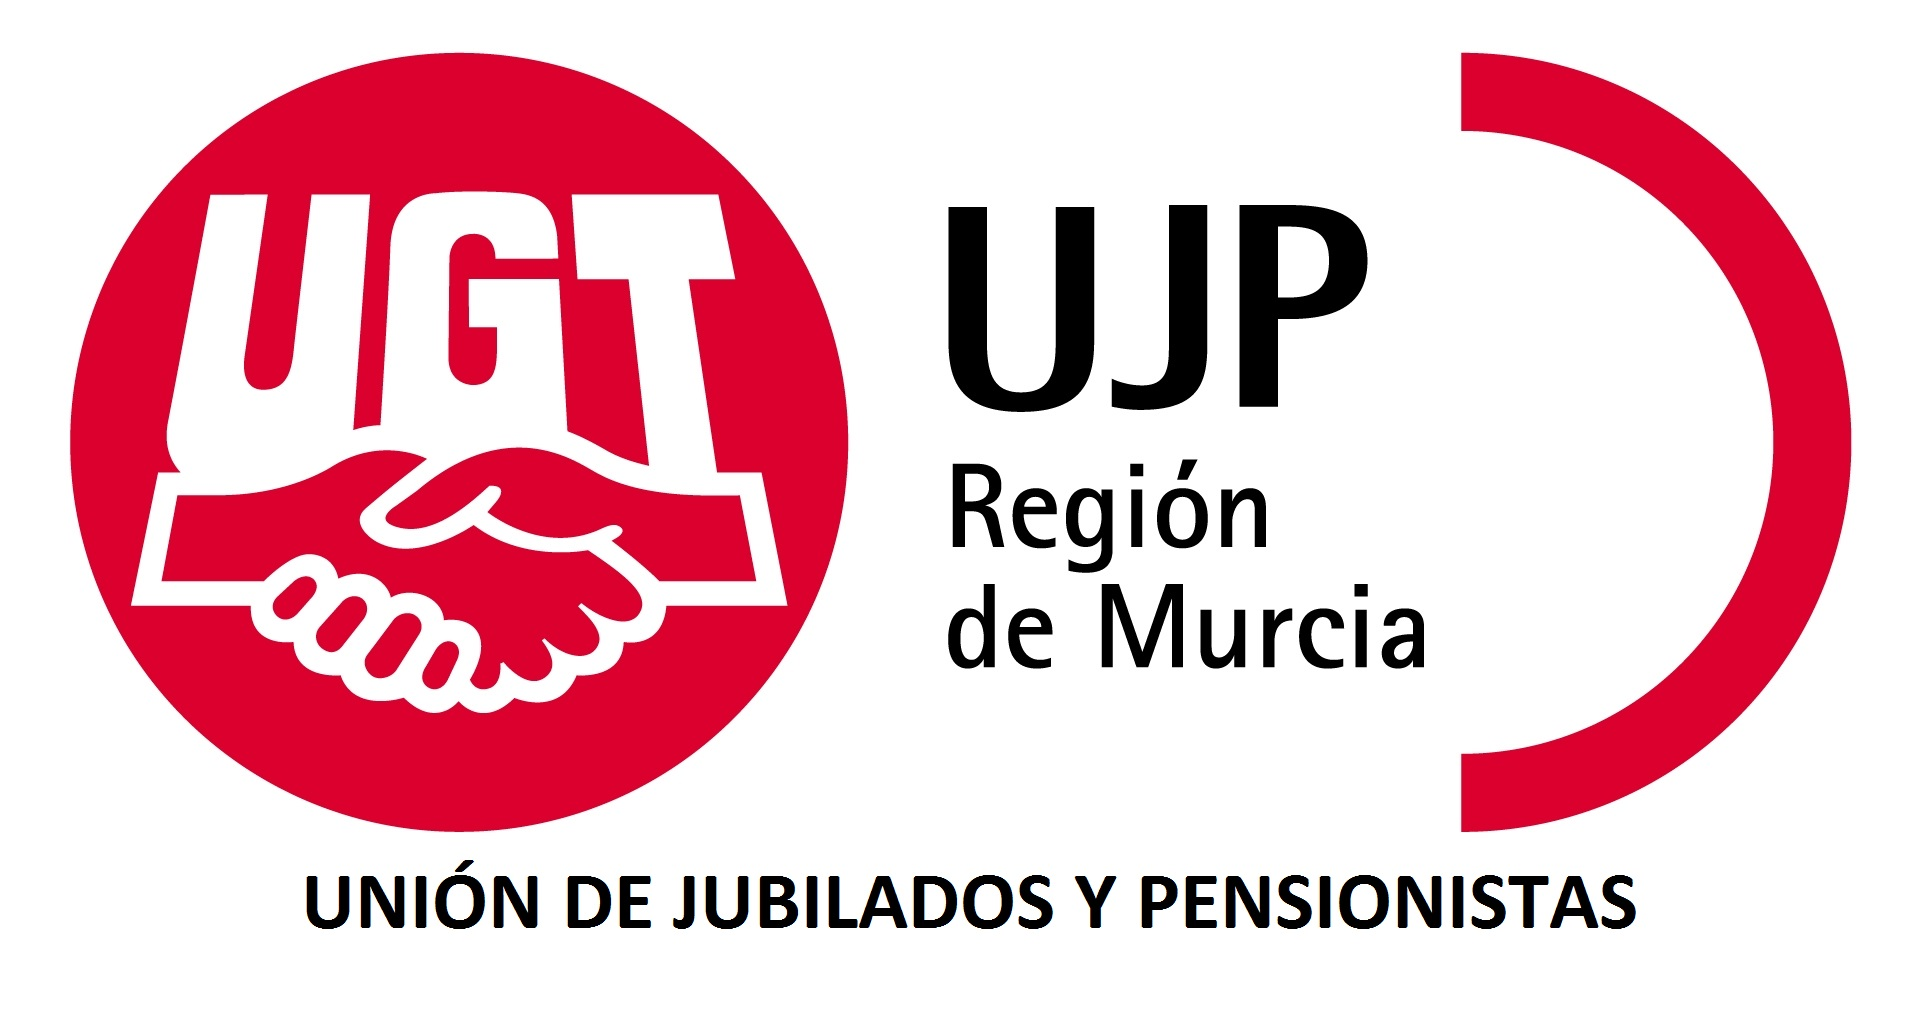 UGT
UJP
Región
de Murcia
UNIÓN DE JUBILADOS Y PENSIONISTAS